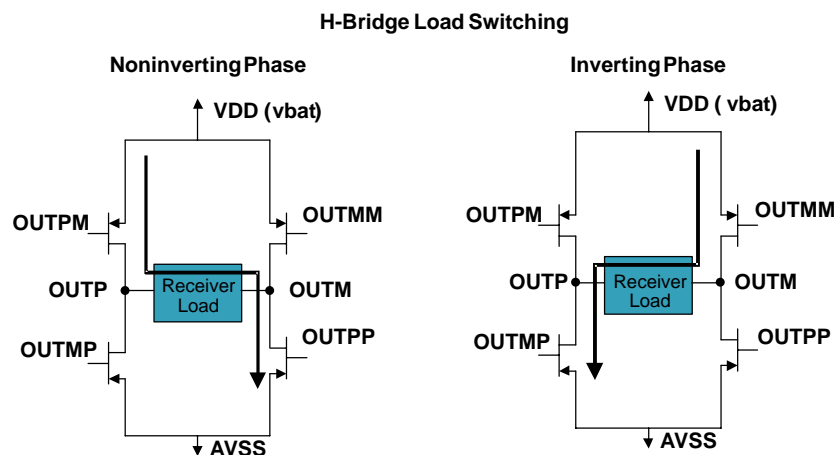 H-Bridge Load Switching
Noninverting Phase
VDD (vbat)
OUTPM
OUTMM
OUTP
Receiver
Load
OUTM
OUTMP
OUTPP
AVSS
Inverting Phase
VDD ( vbat)
OUTPM
OUTMM
OUTP
Receiver
Load
OUTM
OUTMP
OUTPP
AVSS